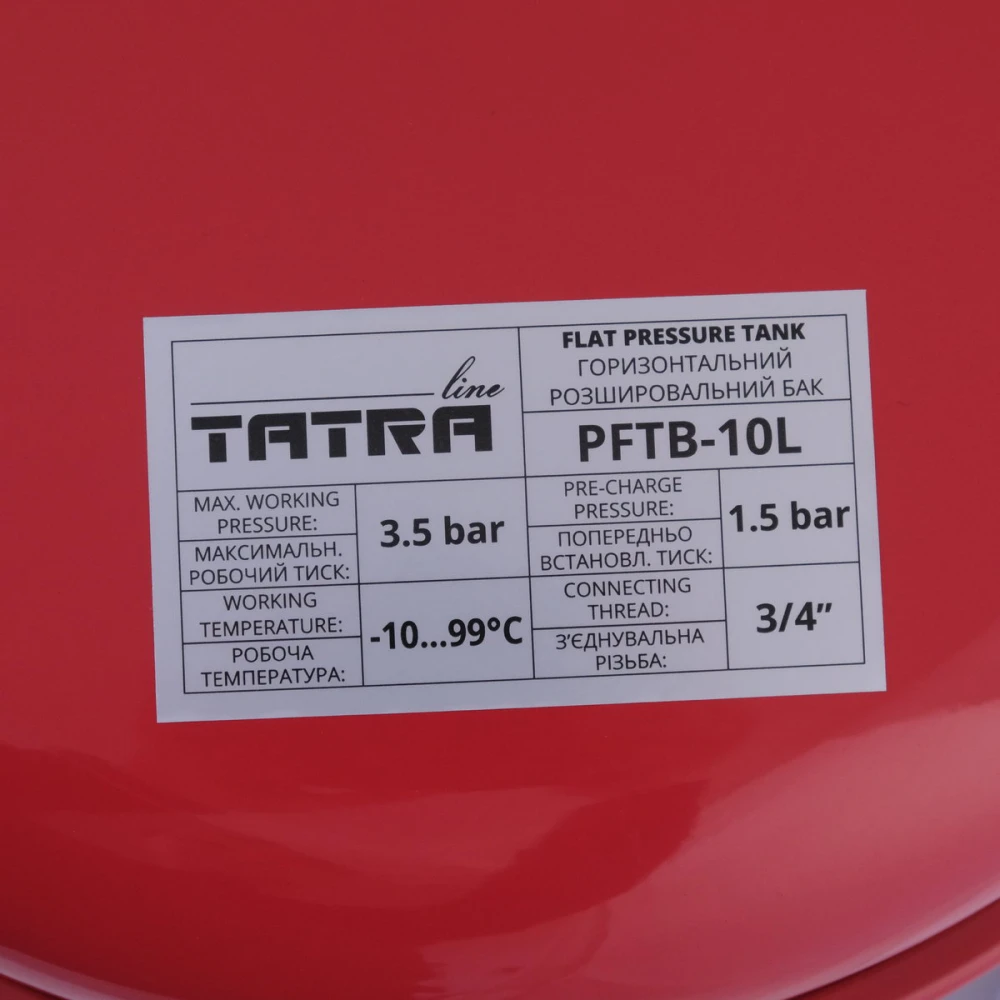 line
TATRA
FLAT PRESSURE TANK
ГОРИЗОНТАЛЬНИЙ
РОЗШИРОВАЛЬНИЙ БАК
PFTB-10L
MAX. WORKING
PRESSURE:
МАКСИМАЛЬН.
РОБОЧИЙ ТИСК:
3.5 bar
PRE-CHARGE
PRESSURE:
ПОПЕРЕДНЬО
ВСТАНОВЛ. ТИСК:
1.5 bar
WORKING
TEMPERATURE:
РОБОЧА
ТЕМПЕРАТУРА:
-10...99°C
CONNECTING
THREAD:
З’ЄДНУВАЛЬНА
РІЗЬБА:
3/4”